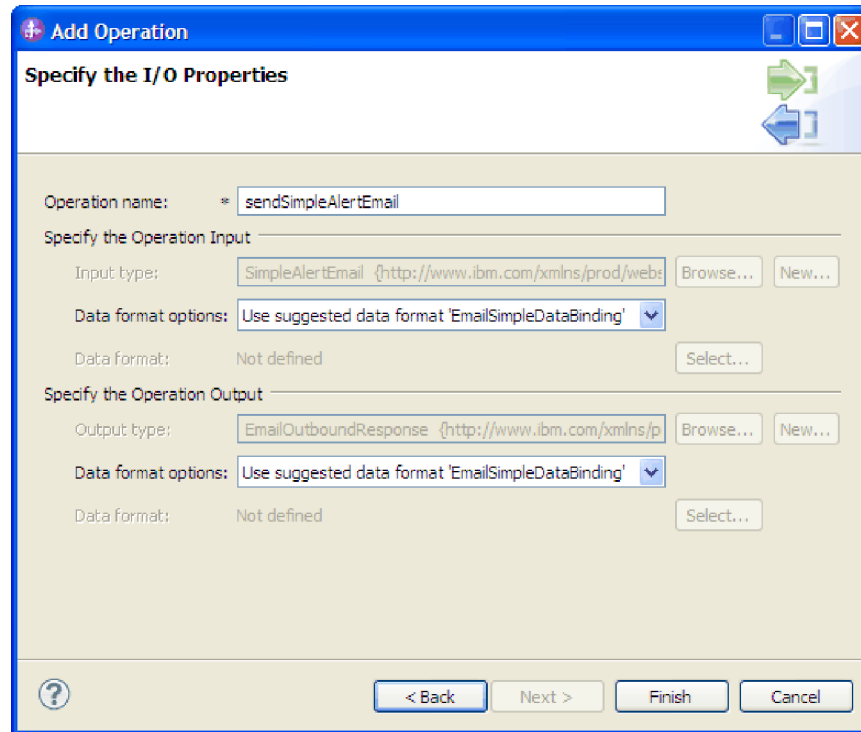 Add Operation
Specify the I/O Properties
Operation name: * sendSimpleAlertEmail
Specify the Operation Input
Input type: SimpleAlertEmail {http://www.ibm.com/xmlns/prod/webs Browse... New...
Data format options: Use suggested data format 'EmailSimpleDataBinding'
Data format: Not defined Select...
Specify the Operation Output
Output type: EmailOutboundResponse {http://www.ibm.com/xmlns/p Browse... New...
Data format options: Use suggested data format 'EmailSimpleDataBinding'
Data format: Not defined Select...
? < Back Next > Finish Cancel